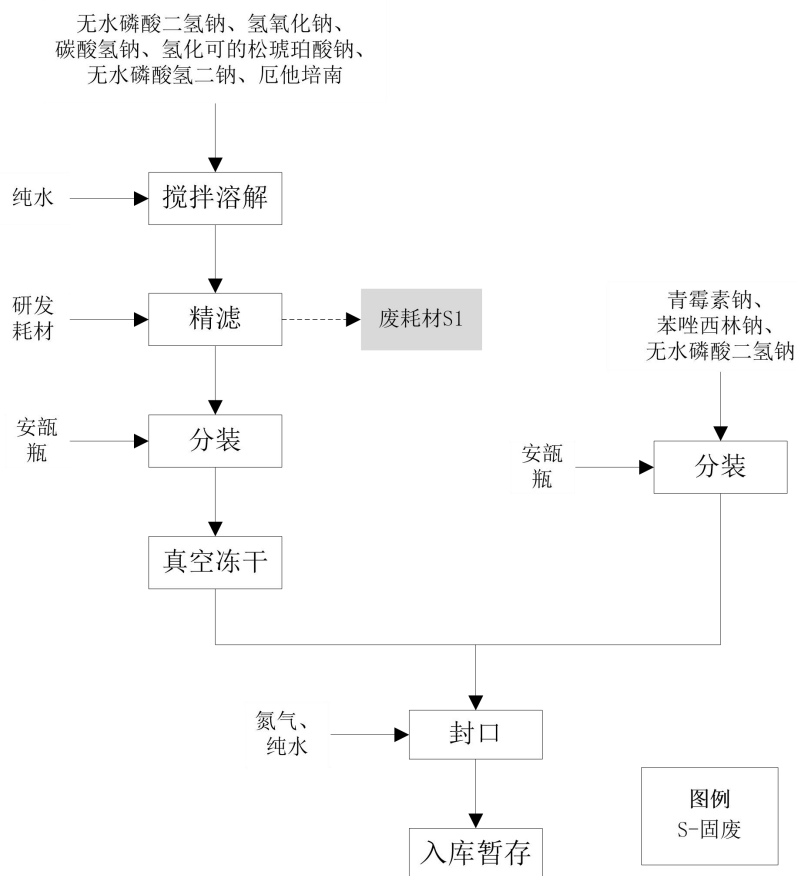 无水磷酸二氢钠、氢氧化钠、
碳酸氢钠、氢化可的松琥珀酸钠、
无水磷酸氢二钠、厄他培南
纯水
搅拌溶解
研发
耗材
精滤
废耗材S1
青霉素钠、
苯唑西林钠、
无水磷酸二氢钠
安瓿
瓶
分装
安瓿
瓶
分装
真空冻干
氮气、
纯水
封口
入库暂存
图例
S-固废